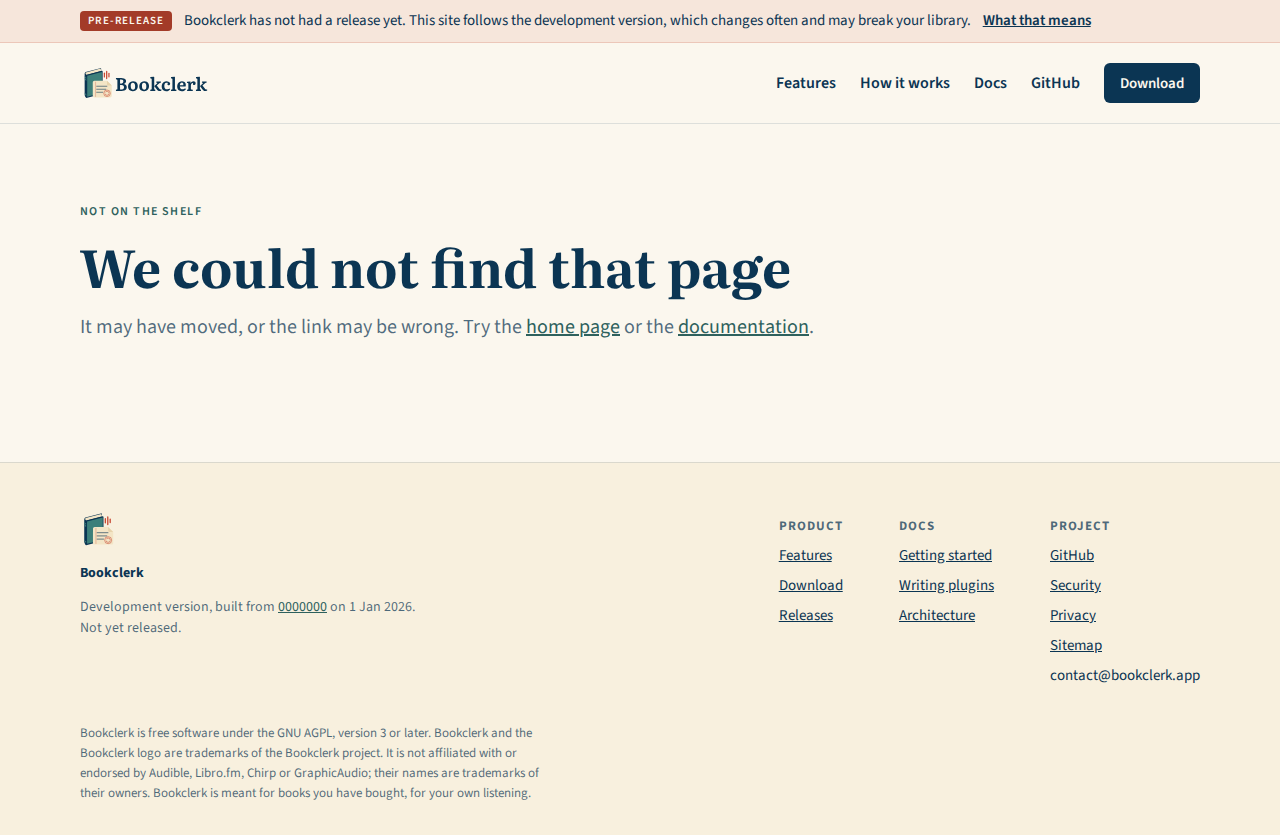 PRE-RELEASE Bookclerk has not had a release yet. This site follows the development version, which changes often and may break your library. What that means
Bookclerk Features How it works Docs GitHub Download
NOT ON THE SHELF
We could not find that page
It may have moved, or the link may be wrong. Try the home page or the documentation.
Bookclerk
Development version, built from 0000000 on 1 Jan 2026.
Not yet released.
PRODUCT
Features
Download
Releases
DOCS
Getting started
Writing plugins
Architecture
PROJECT
GitHub
Security
Privacy
Sitemap
contact@bookclerk.app
Bookclerk is free software under the GNU AGPL, version 3 or later. Bookclerk and the
Bookclerk logo are trademarks of the Bookclerk project. It is not affiliated with or
endorsed by Audible, Libro.fm, Chirp or GraphicAudio; their names are trademarks of
their owners. Bookclerk is meant for books you have bought, for your own listening.